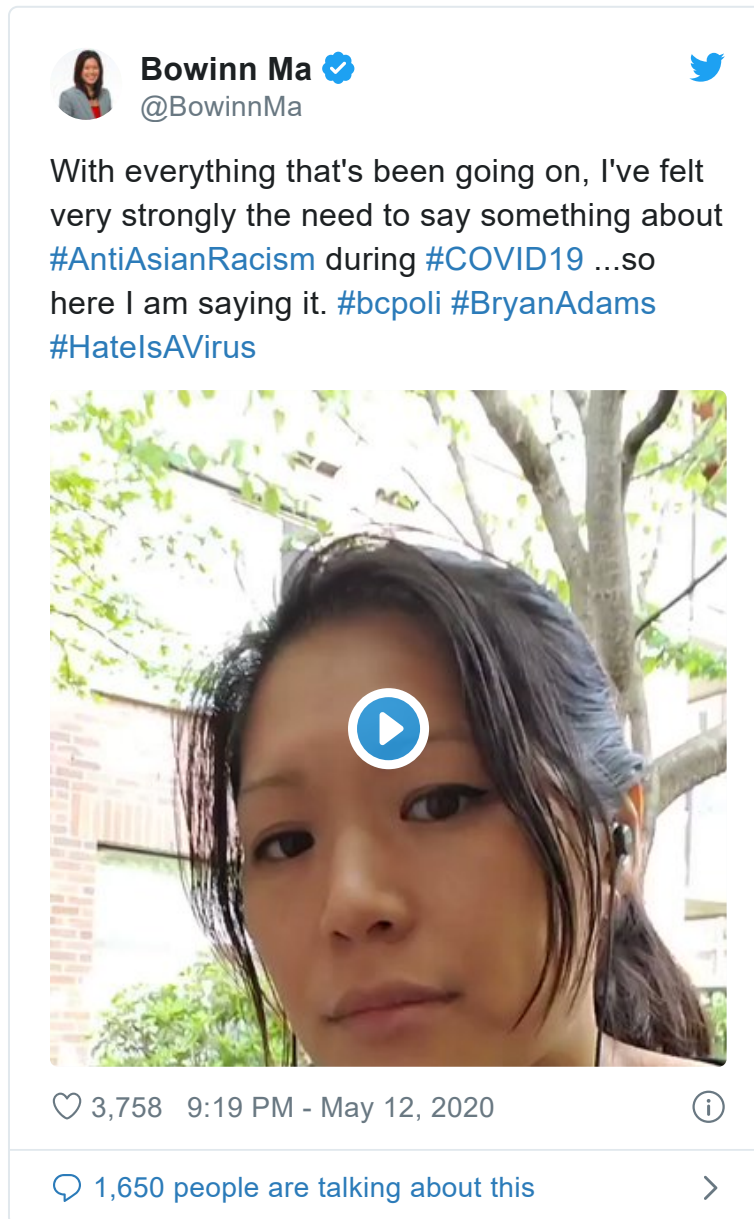 Bowinn Ma
@BowinnMa
With everything that's been going on, I've felt
very strongly the need to say something about
#AntiAsianRacism during #COVID19 ...so
here I am saying it. #bcpoli #BryanAdams
#HateIsAVirus
3,758 9:19 PM - May 12, 2020
1,650 people are talking about this